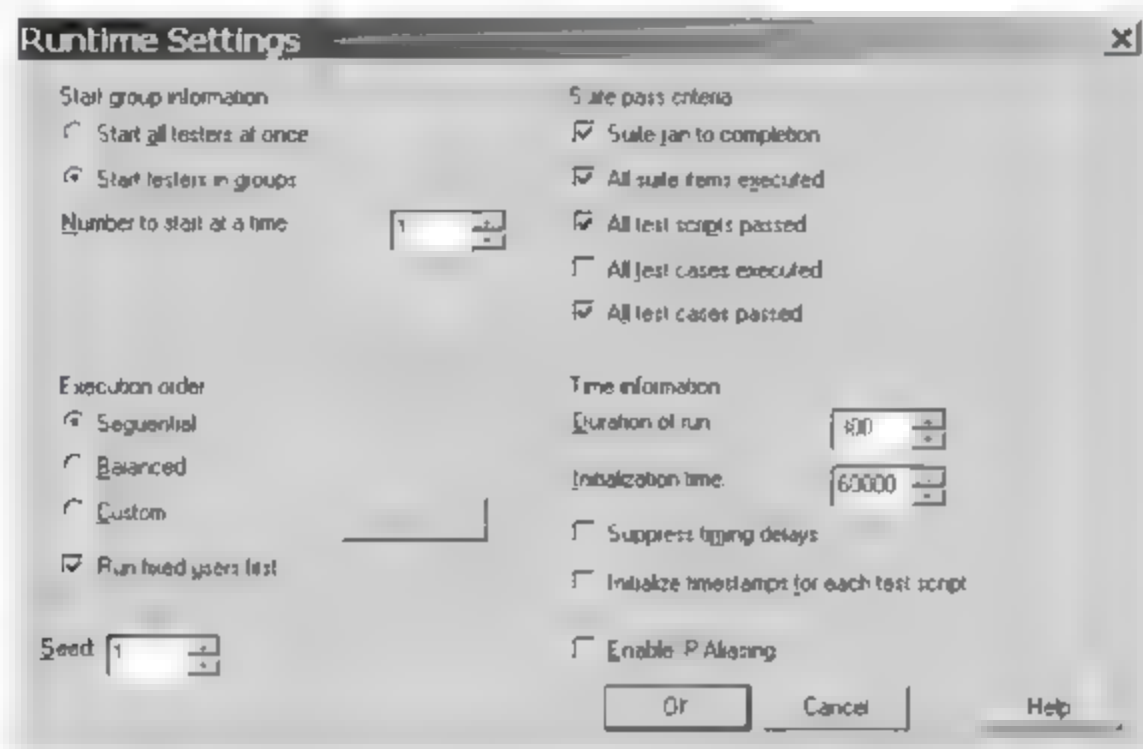 Runtime Settings
Start group information
Start all testers at once
Start testers in groups
Number to start at a time
1
Execution order
Sequential
Balanced
Custom
Run fixed users first
Seed
1
Suite pass criteria
Suite ran to completion
All suite items executed
All test scripts passed
All test cases executed
All test cases passed
Time information
Duration of run
Initialization time.
60000
Suppress timing delays
Initialize timestamps for each test script
Enable IP Aliasing
OK
Cancel
Help